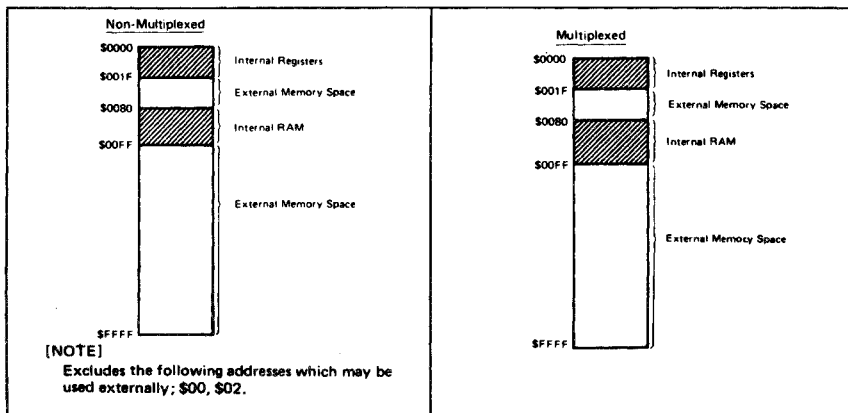 Non-Multiplexed
$0000
Internal Registers
$001F
External Memory Space
$0080
Internal RAM
$00FF
External Memory Space
$FFFF
[NOTE]
Excludes the following addresses which may be
used externally; $00, $02.
Multiplexed
$0000
Internal Registers
$001F
External Memory Space
$0080
Internal RAM
$00FF
External Memory Space
$FFFF